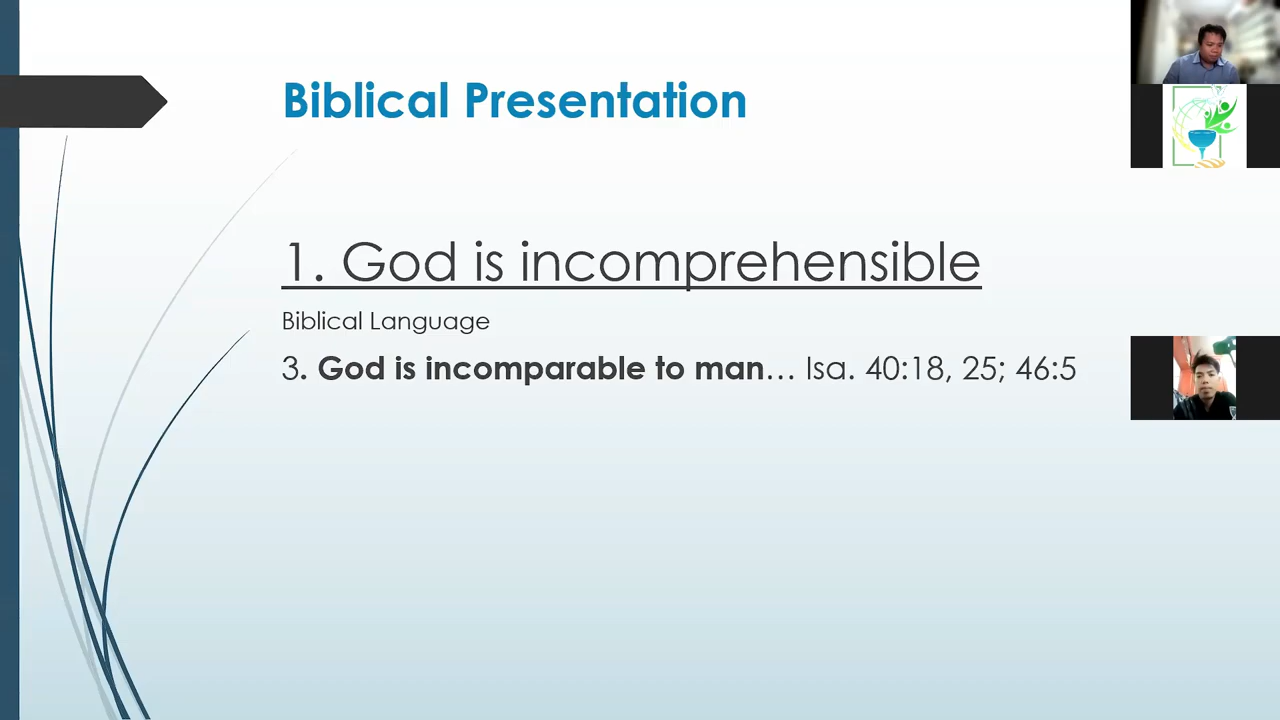 Biblical Presentation
1. God is incomprehensible
Biblical Language
3. God is incomparable to man… Isa. 40:18, 25; 46:5